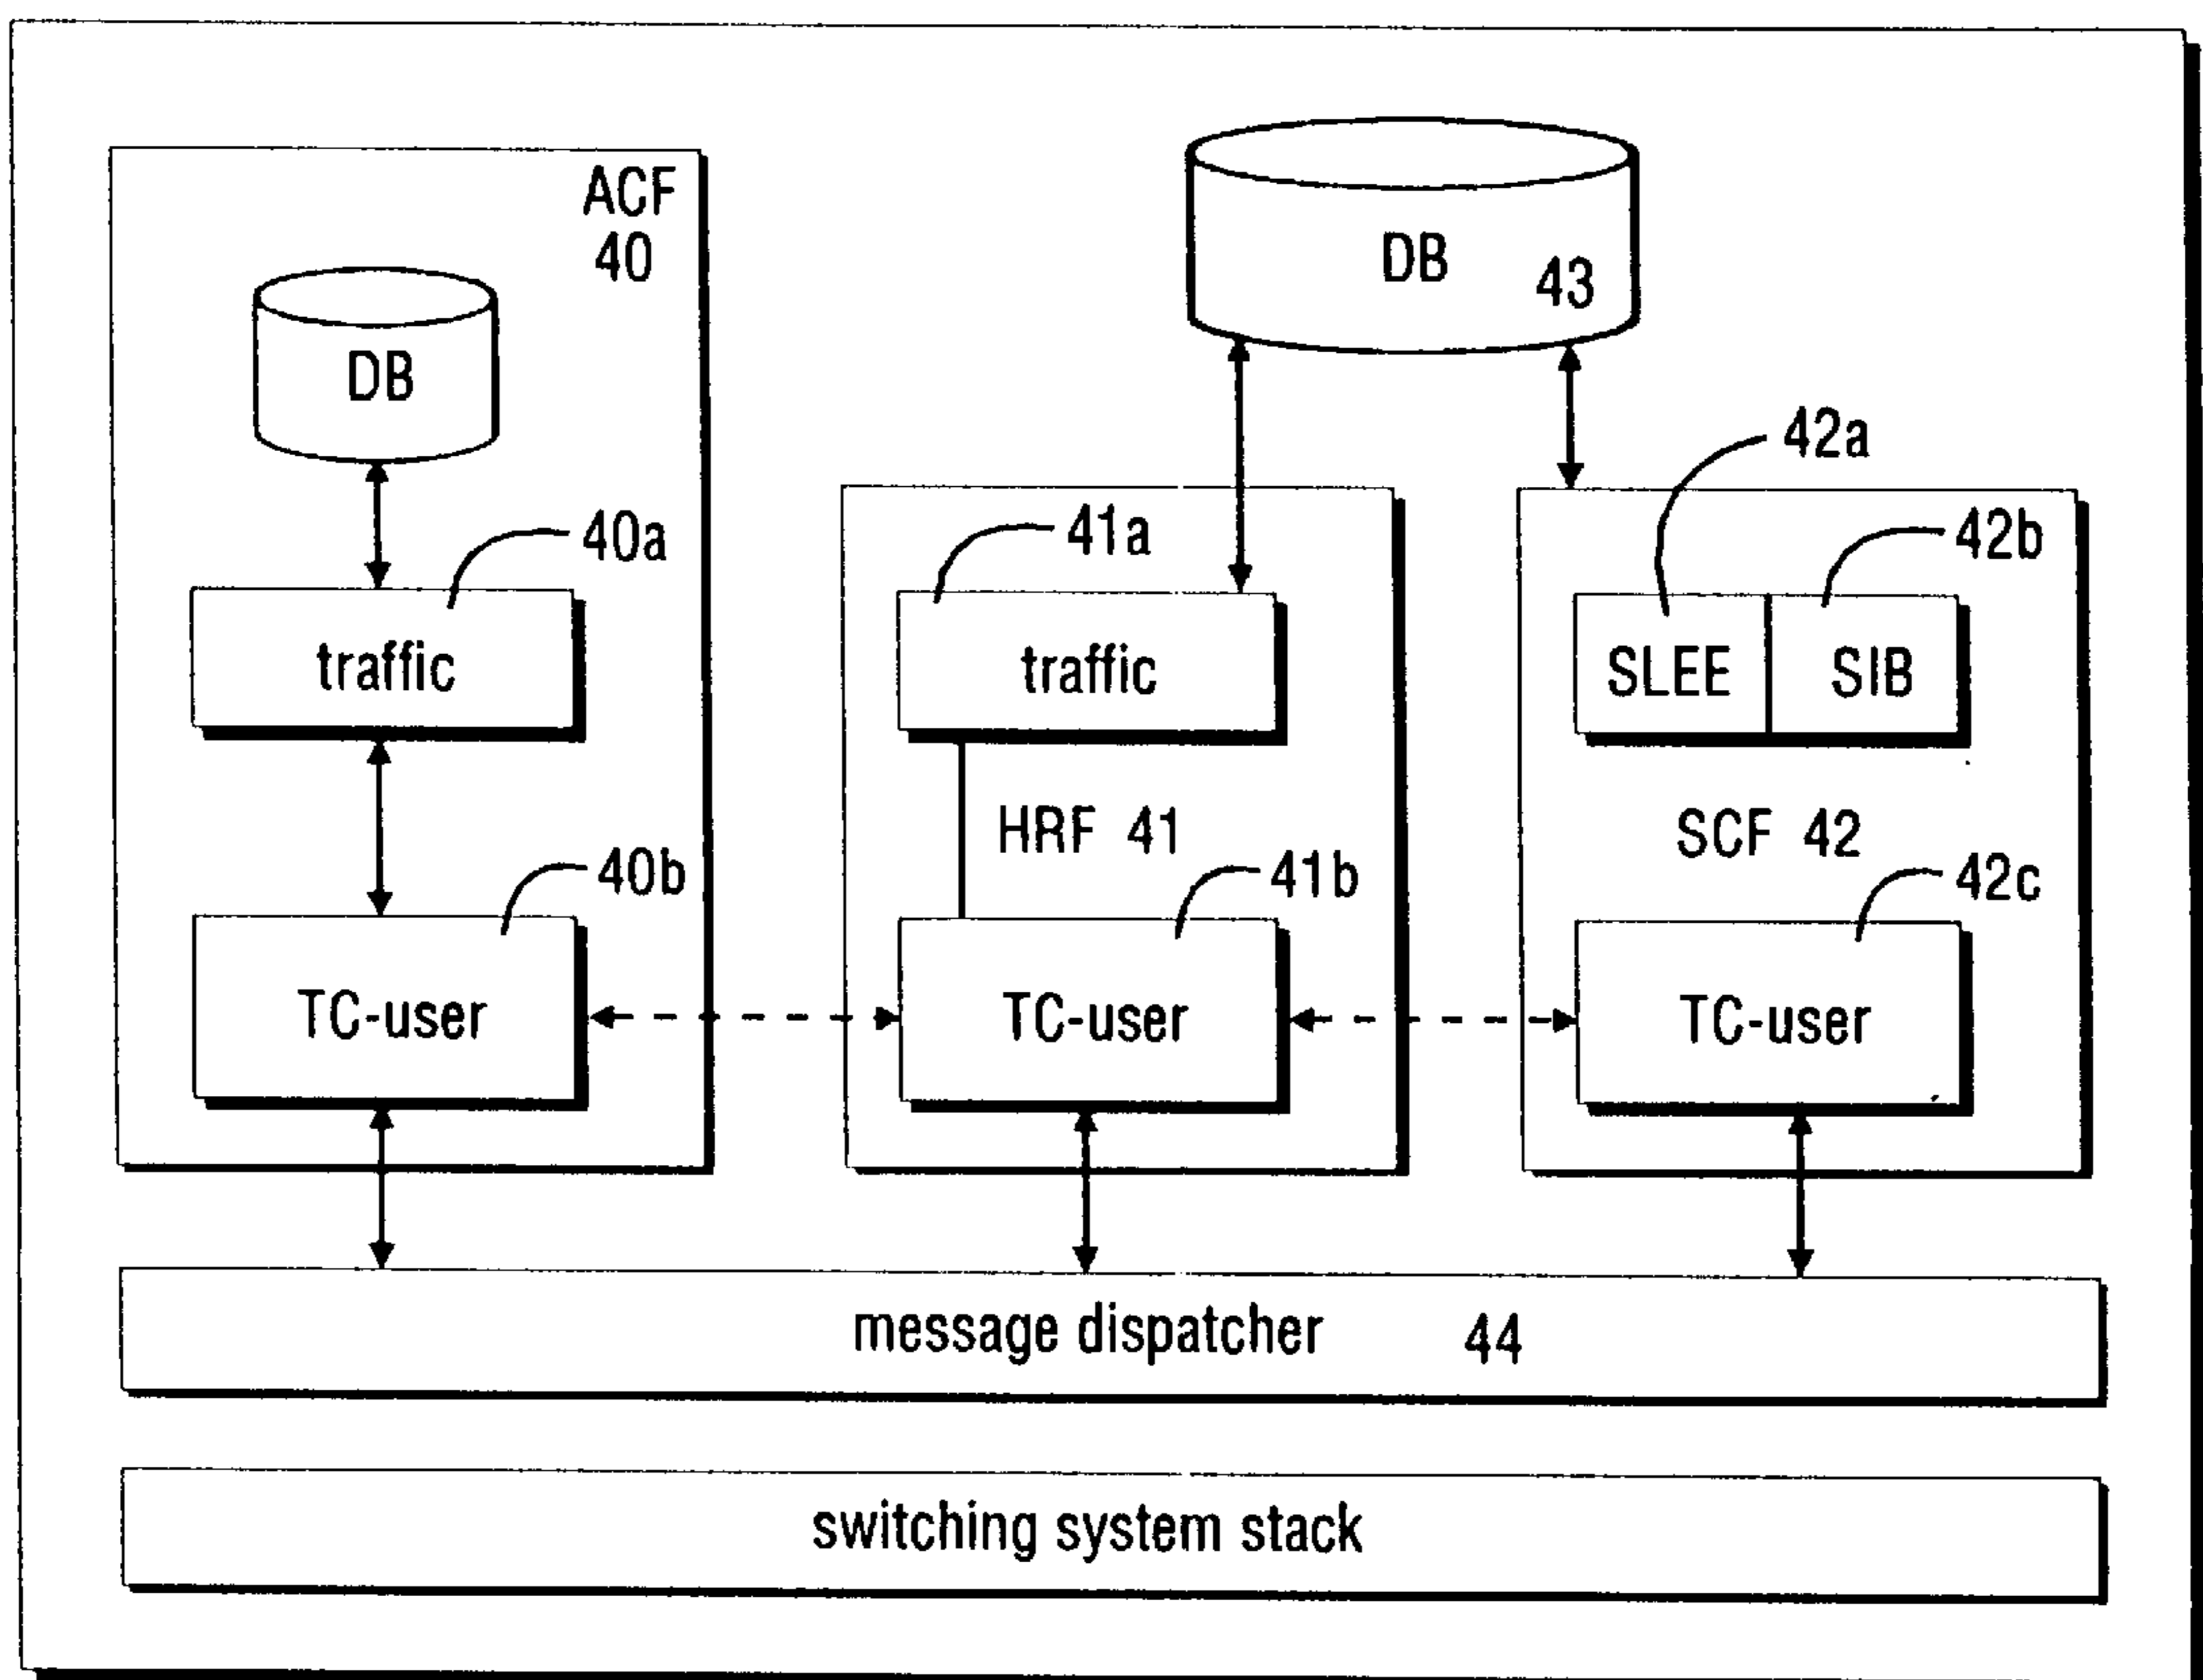 ACF
40
DB
DB 43
42a
40a
41a
42b
traffic
traffic
SLEE SIB
HRF 41
SCF 42
40b
41b
42c
TC-user
TC-user
TC-user
message dispatcher 44
switching system stack